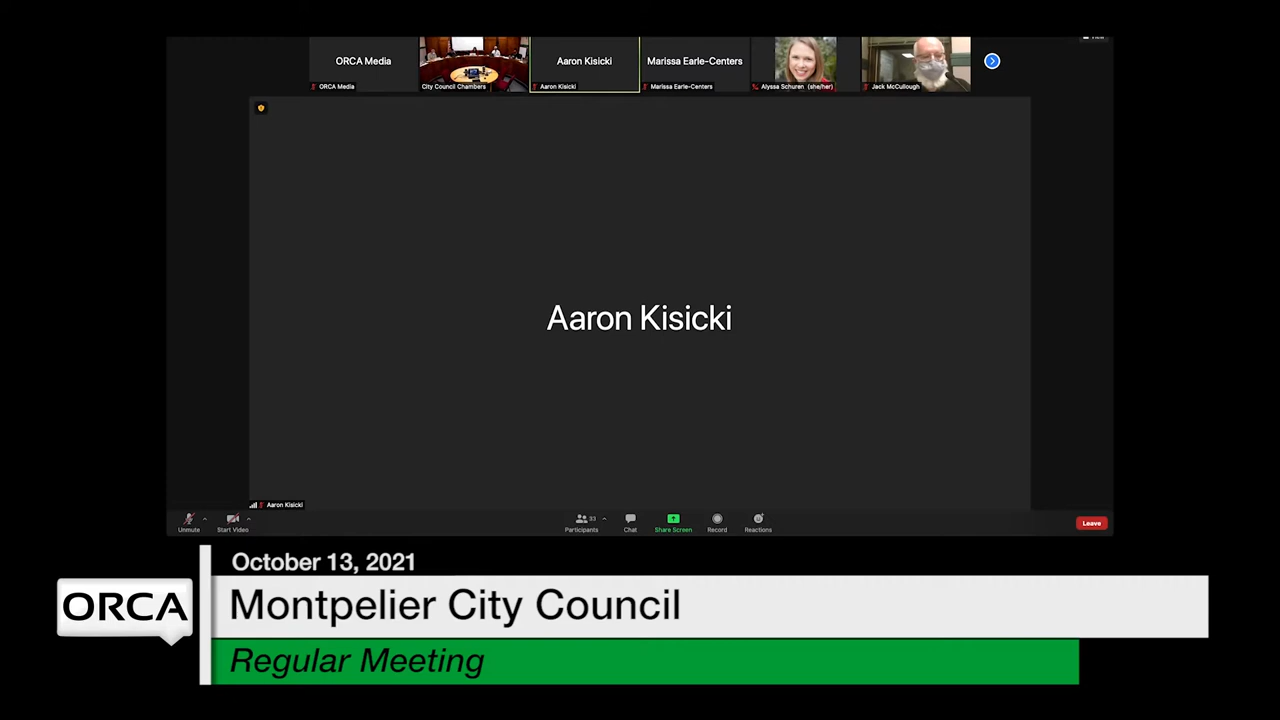 ORCA Media
Aaron Kisicki
Marissa Earle-Centers
ORCA Media
City Council Chambers
Aaron Kisicki
Marissa Earle-Centers
Alyssa Schuren (she/her)
Jack McCullough
Aaron Kisicki
Aaron Kisicki
Unmute
Start Video
33
Participants
Chat
Share Screen
Record
Reactions
Leave
October 13, 2021
ORCA
Montpelier City Council
Regular Meeting